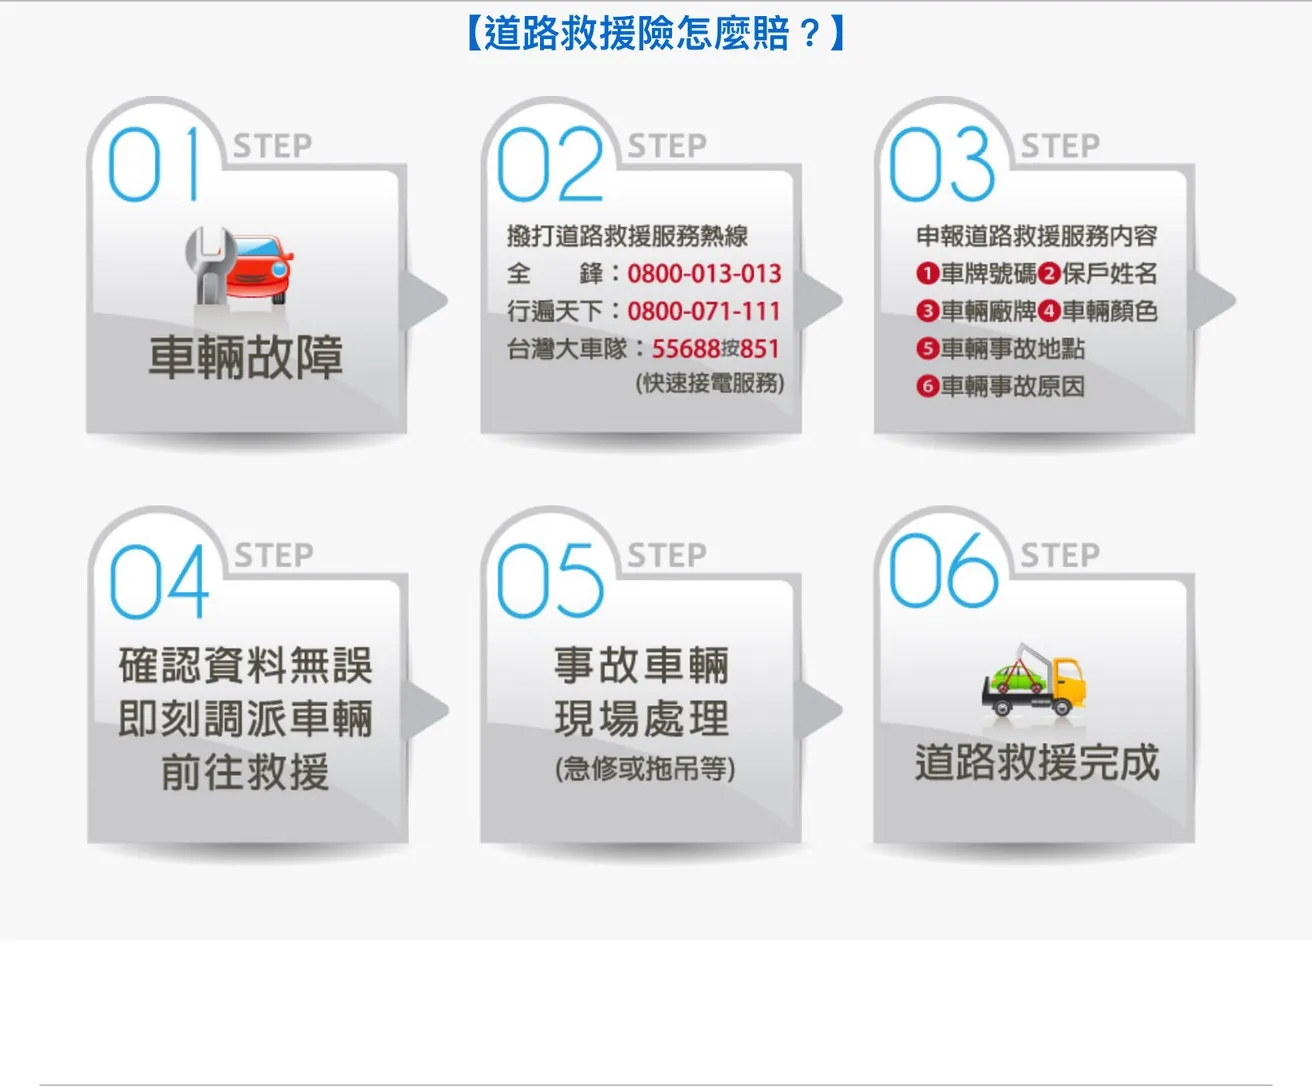 【道路救援險怎麼賠？】
01 STEP
車輛故障
02 STEP
撥打道路救援服務熱線
全　　鋒：0800-013-013
行遍天下：0800-071-111
台灣大車隊：55688按851
(快速接電服務)
03 STEP
申報道路救援服務内容
❶車牌號碼❷保戶姓名
❸車輛廠牌❹車輛顏色
❺車輛事故地點
❻車輛事故原因
04 STEP
確認資料無誤
即刻調派車輛
前往救援
05 STEP
事故車輛
現場處理
(急修或拖吊等)
06 STEP
道路救援完成